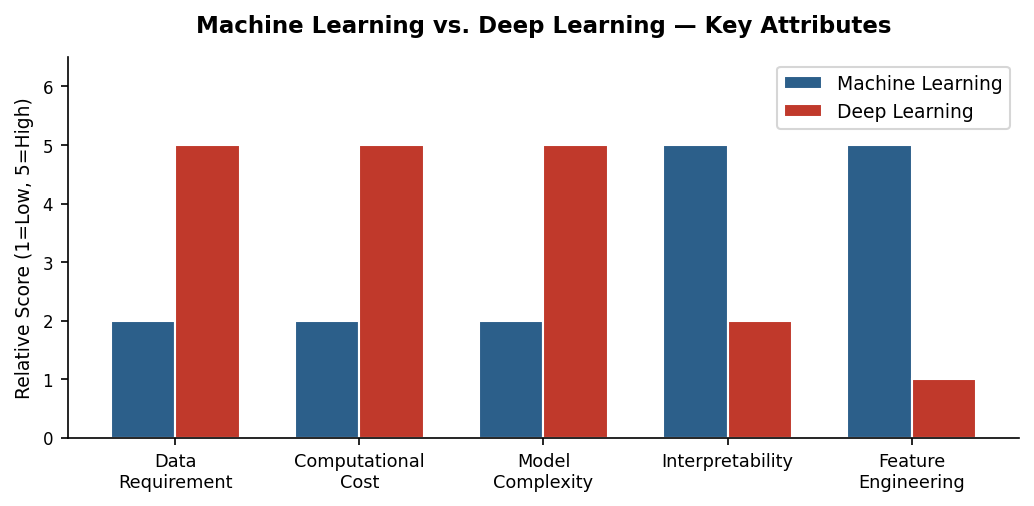 Machine Learning vs. Deep Learning — Key Attributes
Relative Score (1=Low, 5=High)
6
5
4
3
2
1
0
Machine Learning
Deep Learning
Data
Requirement
Computational
Cost
Model
Complexity
Interpretability
Feature
Engineering